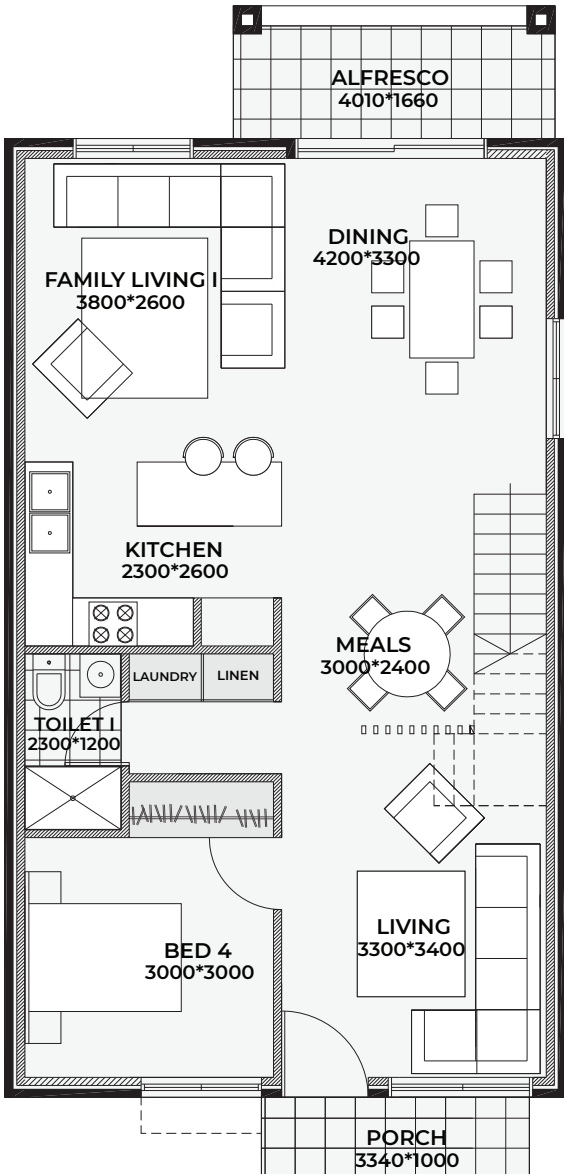 ALFRESCO
4010*1660
DINING
4200*3300
FAMILY LIVING I
3800*2600
KITCHEN
2300*2600
MEALS
3000*2400
LAUNDRY
LINEN
TOILET I
2300*1200
LIVING
3300*3400
BED 4
3000*3000
PORCH
3340*1000